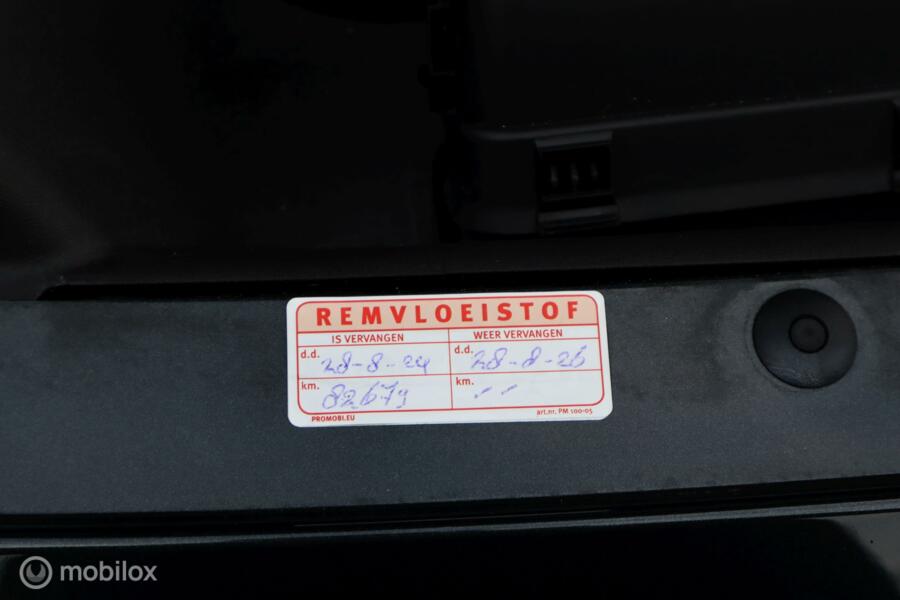 REMVLOEISTOF
IS VERVANGEN WEER VERVANGEN
d.d. 28-8-24 d.d. 28-8-26
km. 82679 km. --
PROMOBI.EU art.nr. PM 100-05
mobilox